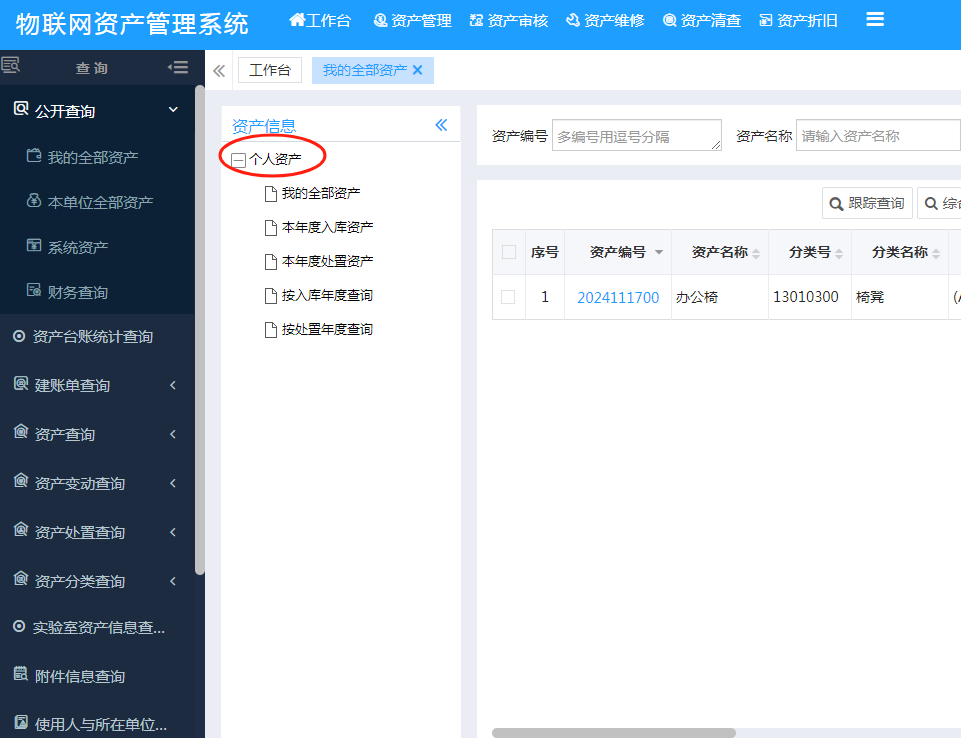 物联网资产管理系统
工作台 资产管理 资产审核 资产维修 资产清查 资产折旧
查 询
公开查询
我的全部资产
本单位全部资产
系统资产
财务查询
资产台账统计查询
建账单查询
资产查询
资产变动查询
资产处置查询
资产分类查询
实验室资产信息查...
附件信息查询
使用人与所在单位...
工作台 我的全部资产
资产信息
个人资产
我的全部资产
本年度入库资产
本年度处置资产
按入库年度查询
按处置年度查询
资产编号 多编号用逗号分隔 资产名称 请输入资产名称
跟踪查询 综
序号 资产编号 资产名称 分类号 分类名称
1 2024111700 办公椅 13010300 椅凳